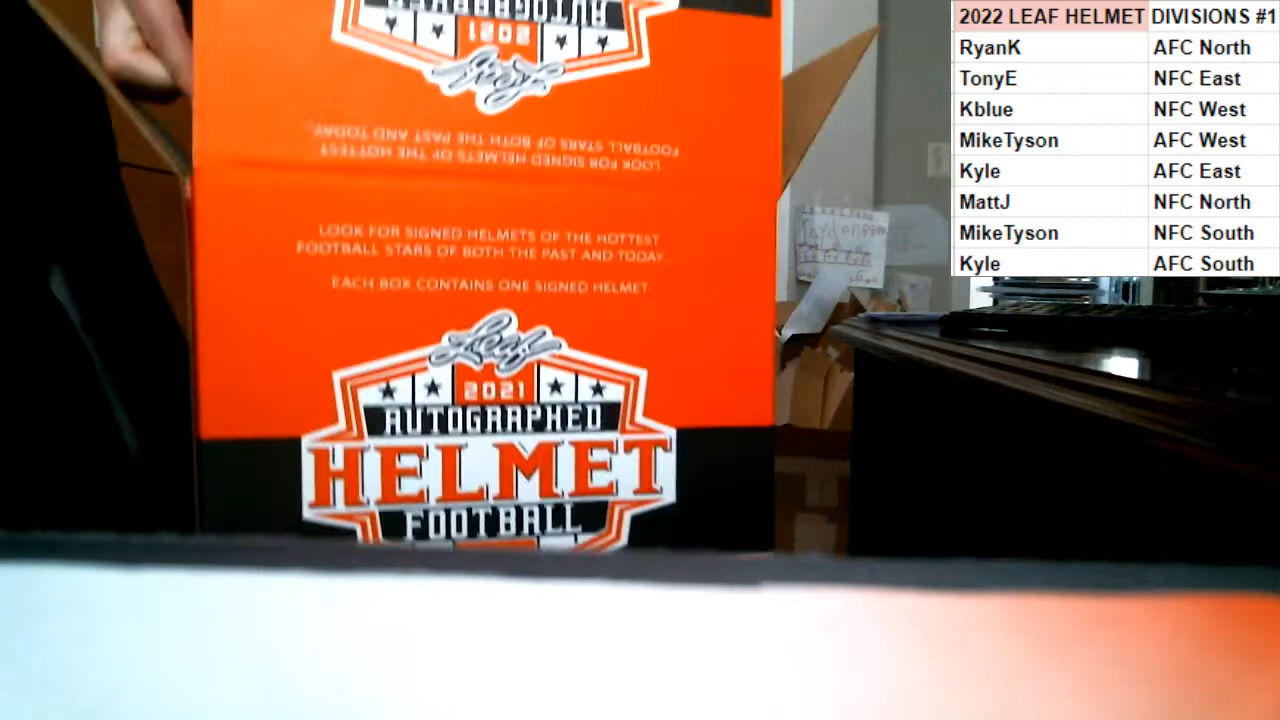 2022 LEAF HELMET DIVISIONS #1
RyanK AFC North
TonyE NFC East
Kblue NFC West
MikeTyson AFC West
Kyle AFC East
MattJ NFC North
MikeTyson NFC South
Kyle AFC South
AUTOGRAPHED
2021
Leaf
FOOTBALL STARS OF BOTH THE PAST AND TODAY.
LOOK FOR SIGNED HELMETS OF THE HOTTEST
LOOK FOR SIGNED HELMETS OF THE HOTTEST
FOOTBALL STARS OF BOTH THE PAST AND TODAY.
EACH BOX CONTAINS ONE SIGNED HELMET
Leaf
2021
AUTOGRAPHED
HELMET
FOOTBALL